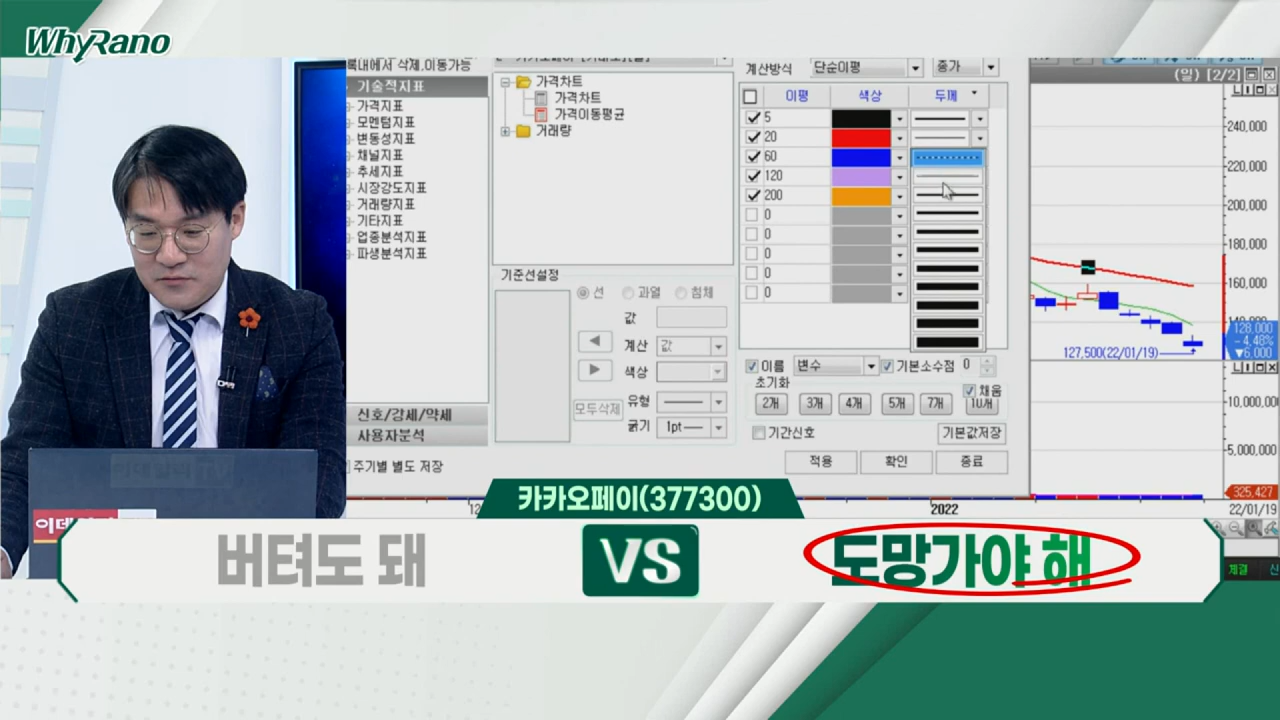 WhyRano
록내에서 삭제,이동가능
기술적지표
가격지표
모멘텀지표
변동성지표
채널지표
추세지표
시장강도지표
거래량지표
기타지표
업종분석지표
파생분석지표
신호/강세/약세
사용자분석
주기별 별도 저장
가격차트
가격차트
가격이동평균
거래량
기준선설정
선 과열 침체
값
계산 값
색상
모두삭제
유형
굵기 1pt
계산방식 단순이평 종가
이평 색상 두께
5
20
60
120
200
0
0
0
0
0
이름 변수 기본소수점 0
초기화 채움
2개 3개 4개 5개 7개 10개
기간신호 기본값저장
적용 확인 종료
(일) [2/2]
240,000
220,000
200,000
180,000
160,000
140,000
128,000
-4.48%
▼6,000
127,500(22/01/19)
10,000,000
5,000,000
325,427
2022
22/01/19
체결
카카오페이(377300)
버텨도 돼 VS 도망가야 해